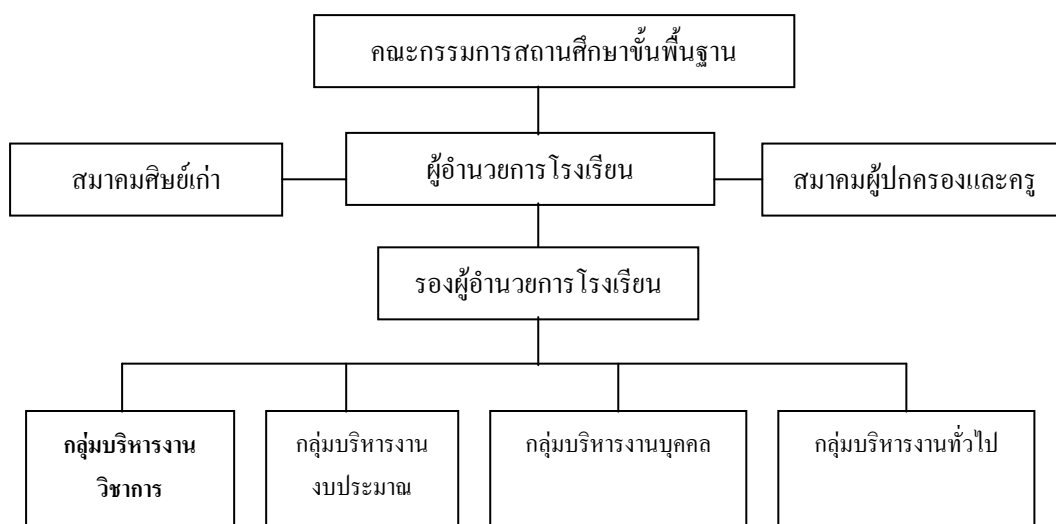 คณะกรรมการสถานศึกษาขั้นพื้นฐาน
สมาคมศิษย์เก่า
ผู้อำนวยการโรงเรียน
สมาคมผู้ปกครองและครู
รองผู้อำนวยการโรงเรียน
กลุ่มบริหารงาน
วิชาการ
กลุ่มบริหารงาน
งบประมาณ
กลุ่มบริหารงานบุคคล
กลุ่มบริหารงานทั่วไป